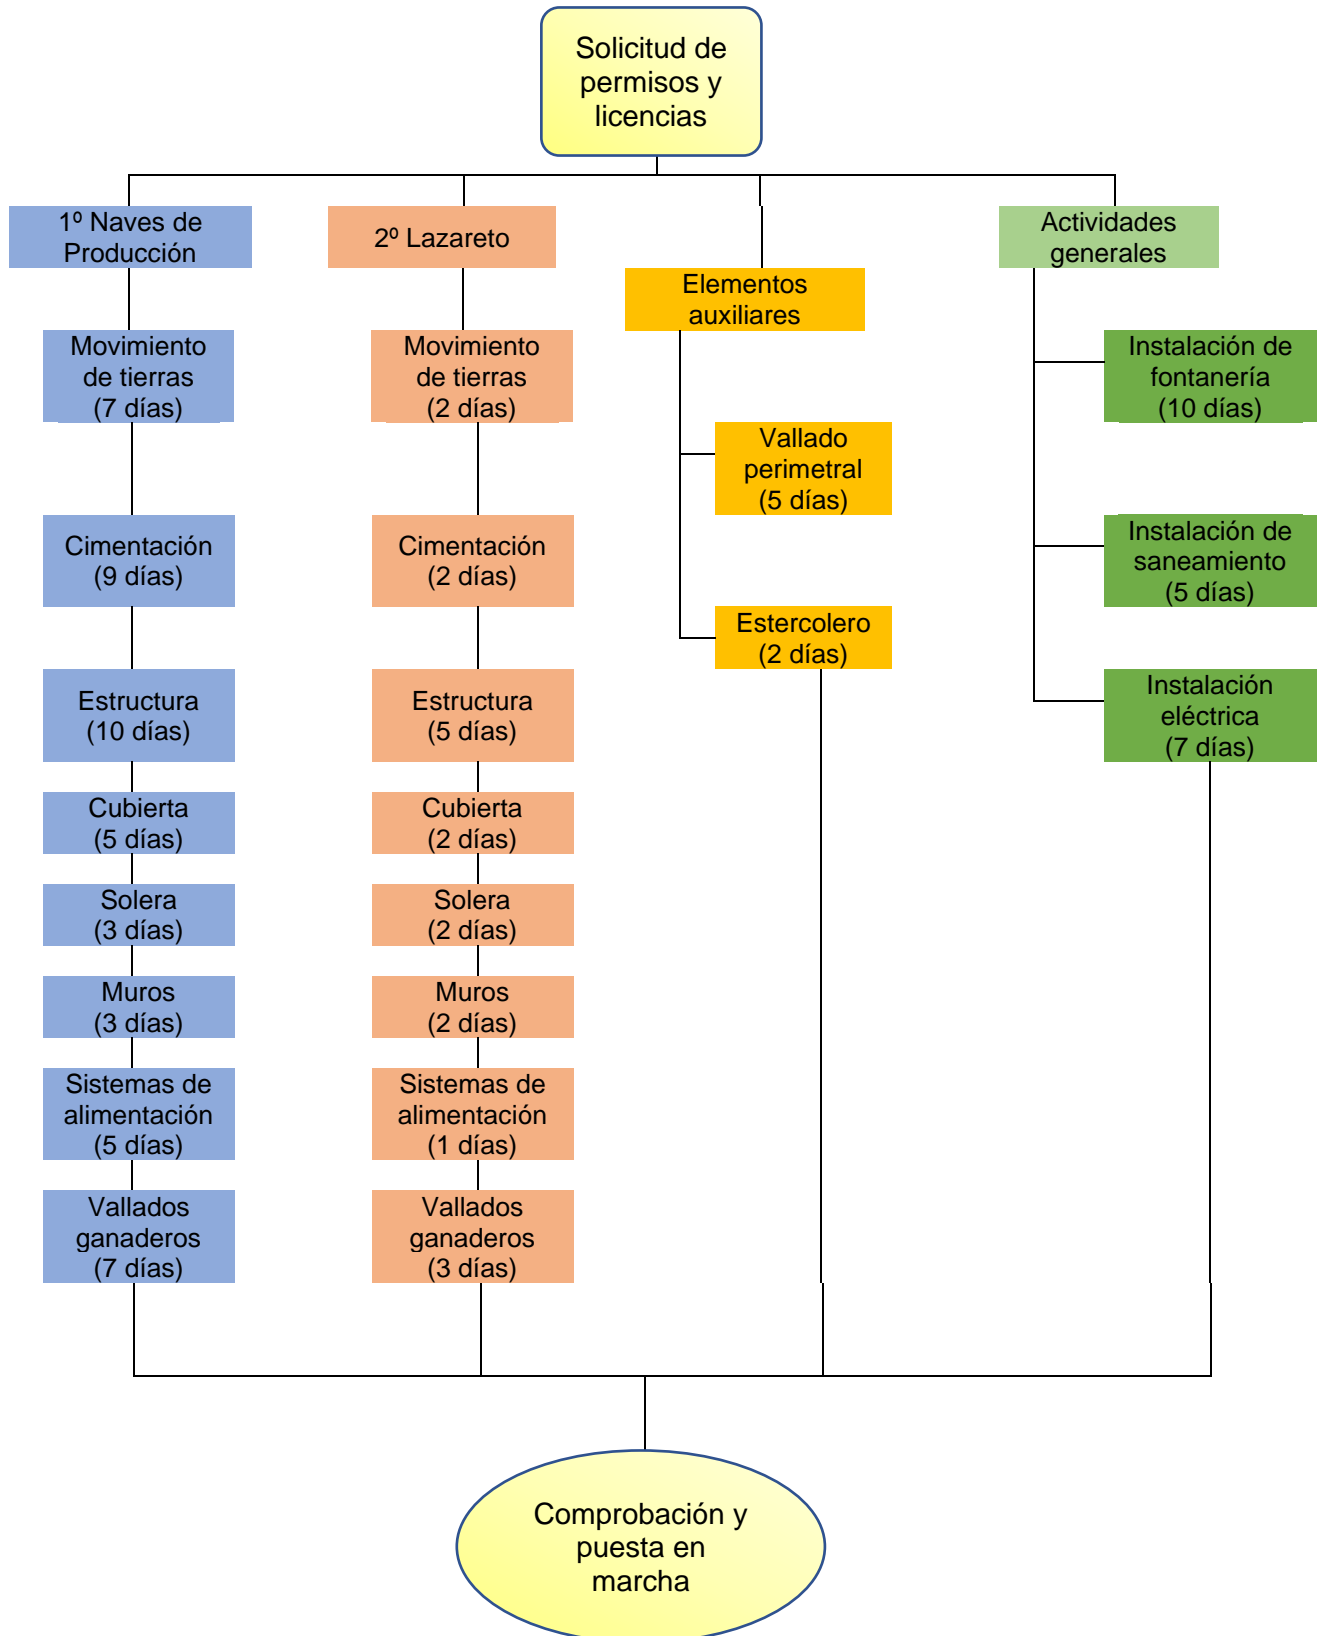 Solicitud de
permisos y
licencias
1º Naves de
Producción
2º Lazareto
Elementos
auxiliares
Actividades
generales
Movimiento
de tierras
(7 días)
Cimentación
(9 días)
Estructura
(10 días)
Cubierta
(5 días)
Solera
(3 días)
Muros
(3 días)
Sistemas de
alimentación
(5 días)
Vallados
ganaderos
(7 días)
Movimiento
de tierras
(2 días)
Cimentación
(2 días)
Estructura
(5 días)
Cubierta
(2 días)
Solera
(2 días)
Muros
(2 días)
Sistemas de
alimentación
(1 días)
Vallados
ganaderos
(3 días)
Vallado
perimetral
(5 días)
Estercolero
(2 días)
Instalación de
fontanería
(10 días)
Instalación de
saneamiento
(5 días)
Instalación
eléctrica
(7 días)
Comprobación y
puesta en
marcha